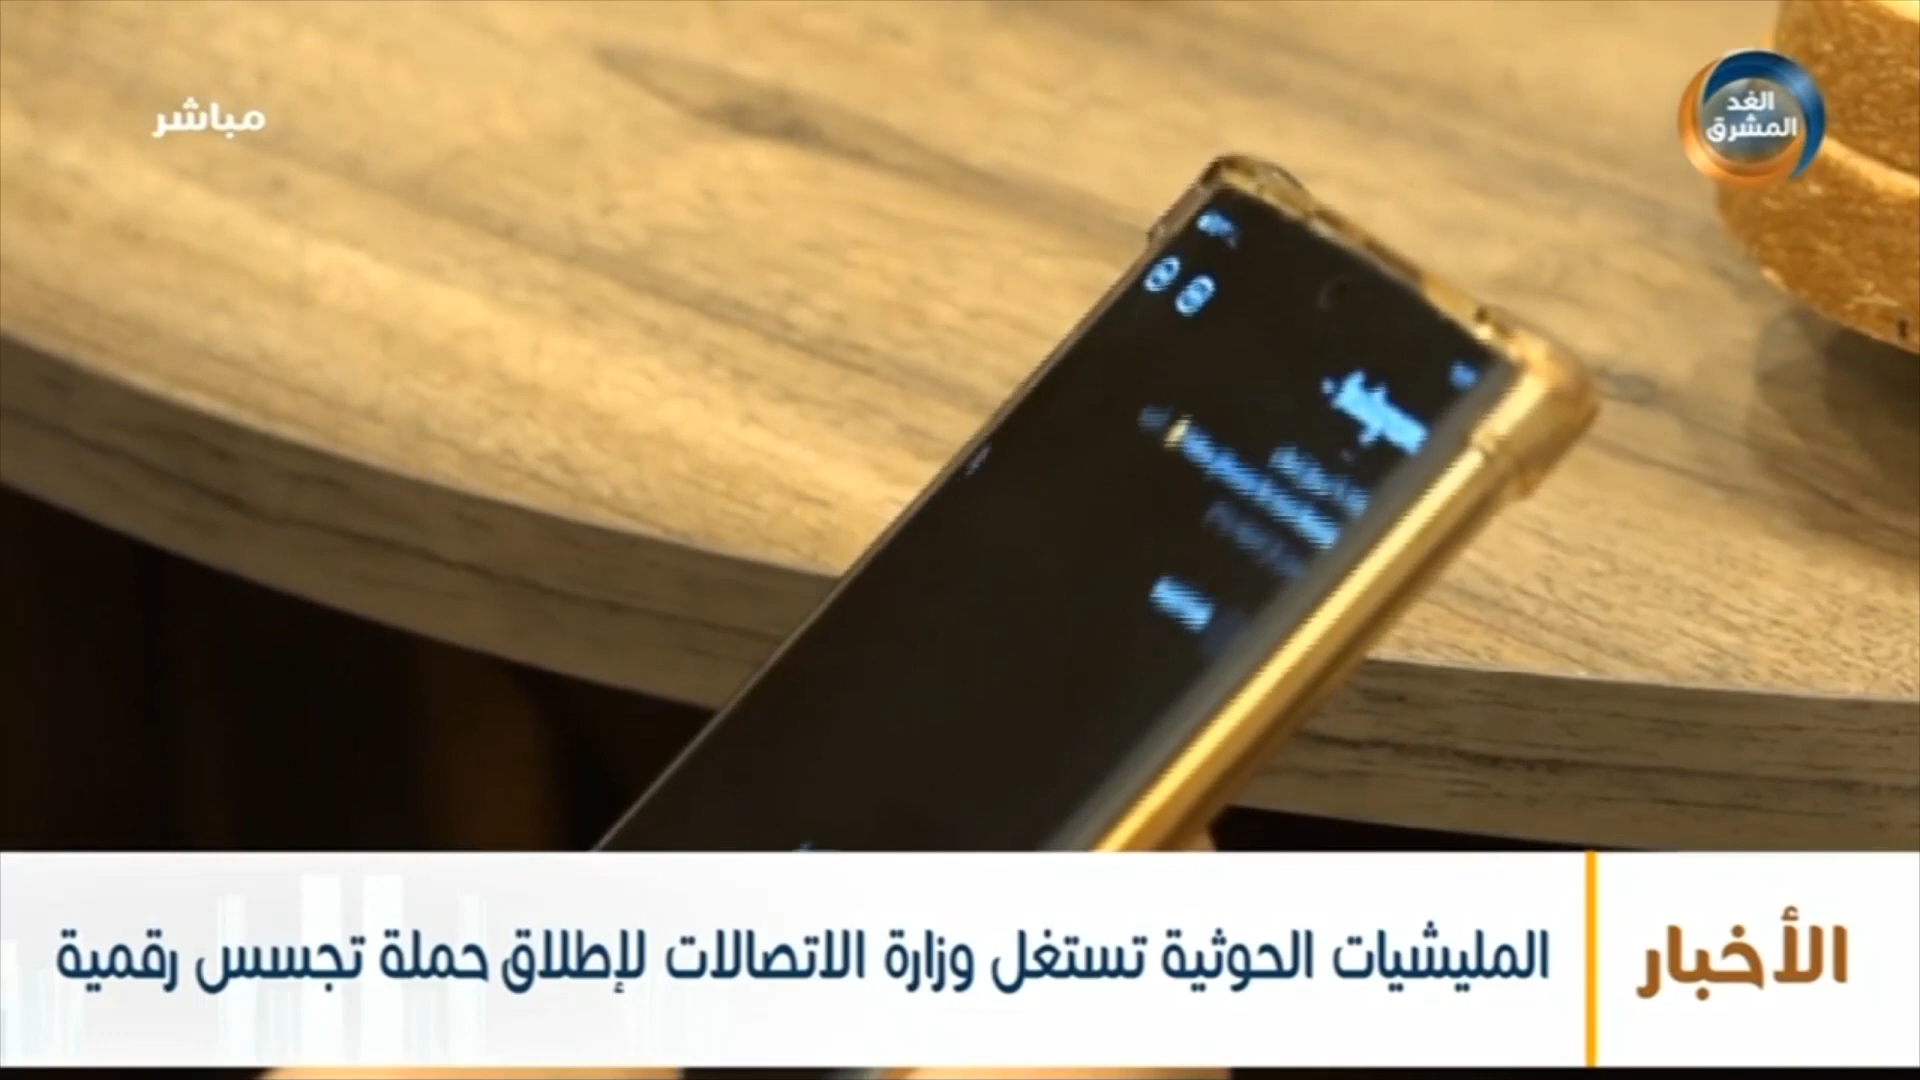 مباشر
الغد
المشرق
الأخبار
المليشيات الحوثية تستغل وزارة الاتصالات لإطلاق حملة تجسس رقمية